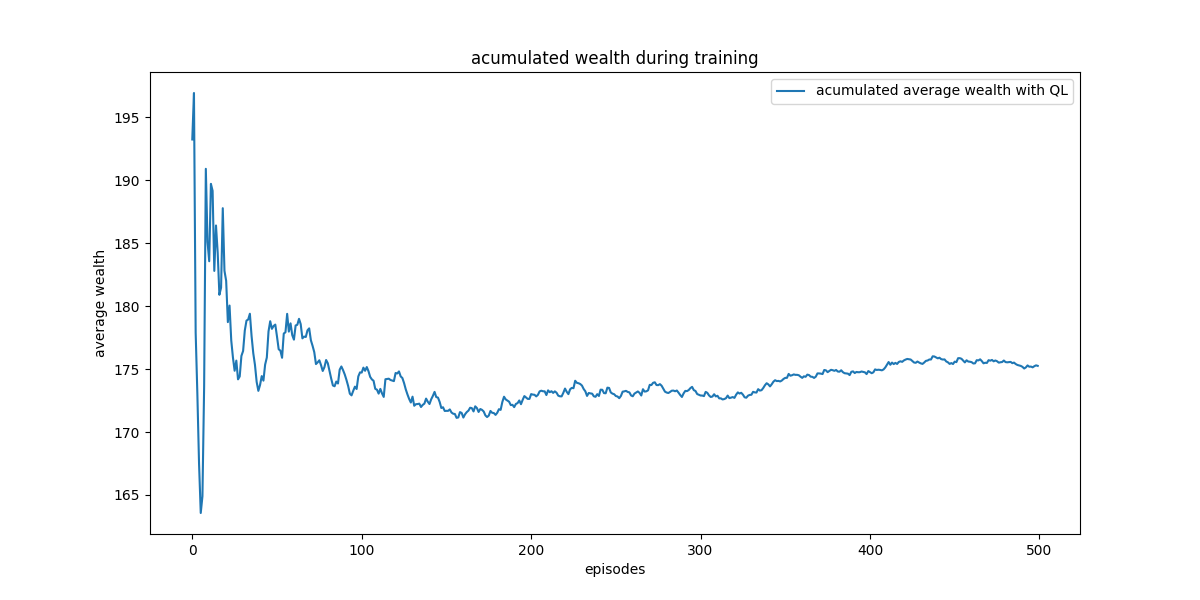 acumulated wealth during training
acumulated average wealth with QL
195
190
185
180
175
170
165
average wealth
0 100 200 300 400 500
episodes